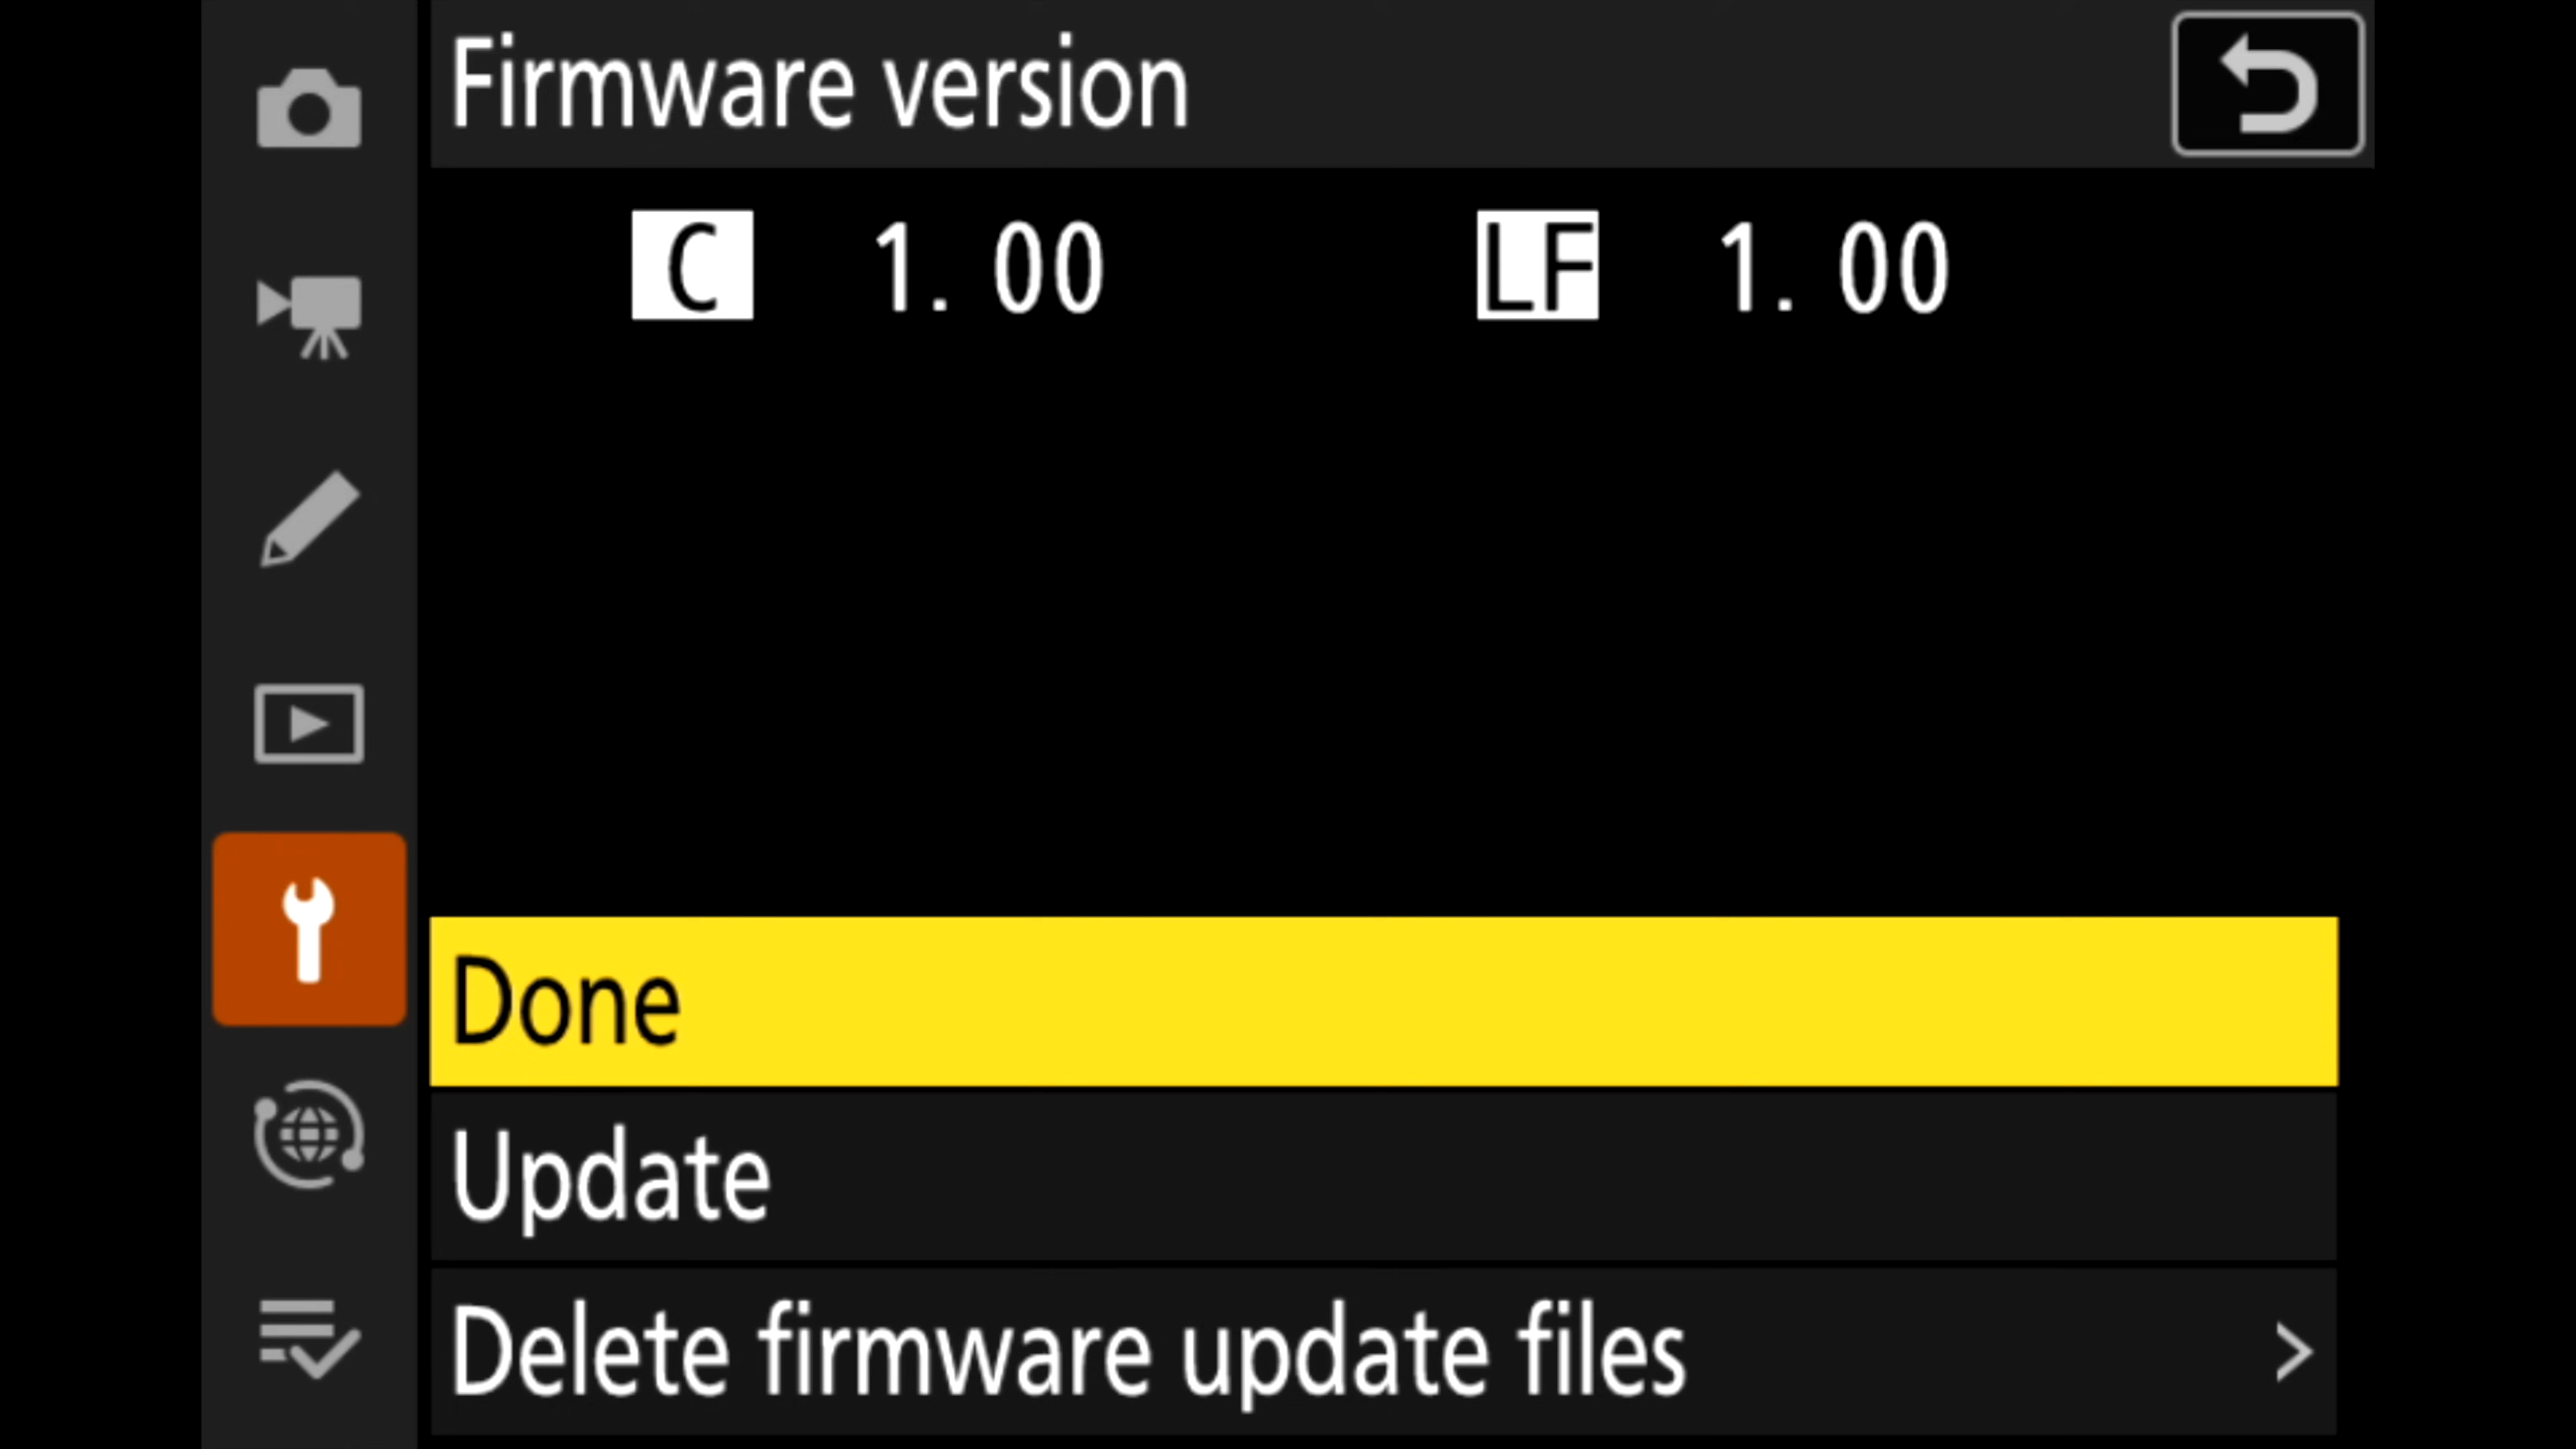 Firmware version
C 1.00 LF 1.00
Done
Update
Delete firmware update files